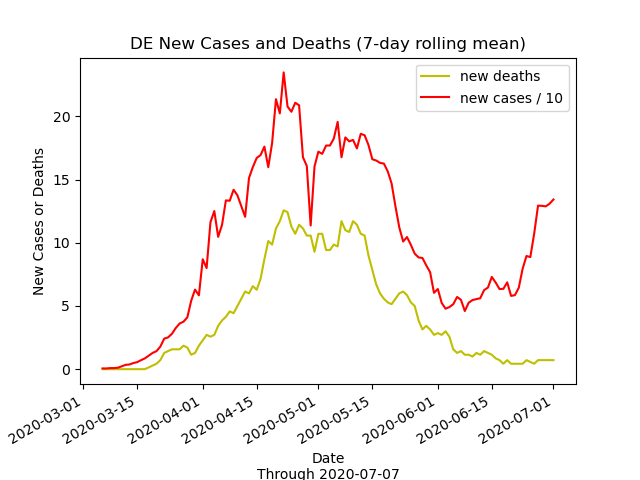 DE New Cases and Deaths (7-day rolling mean)
new deaths
new cases / 10
20
15
10
5
0
New Cases or Deaths
2020-03-01
2020-03-15
2020-04-01
2020-04-15
2020-05-01
2020-05-15
2020-06-01
2020-06-15
2020-07-01
Date
Through 2020-07-07